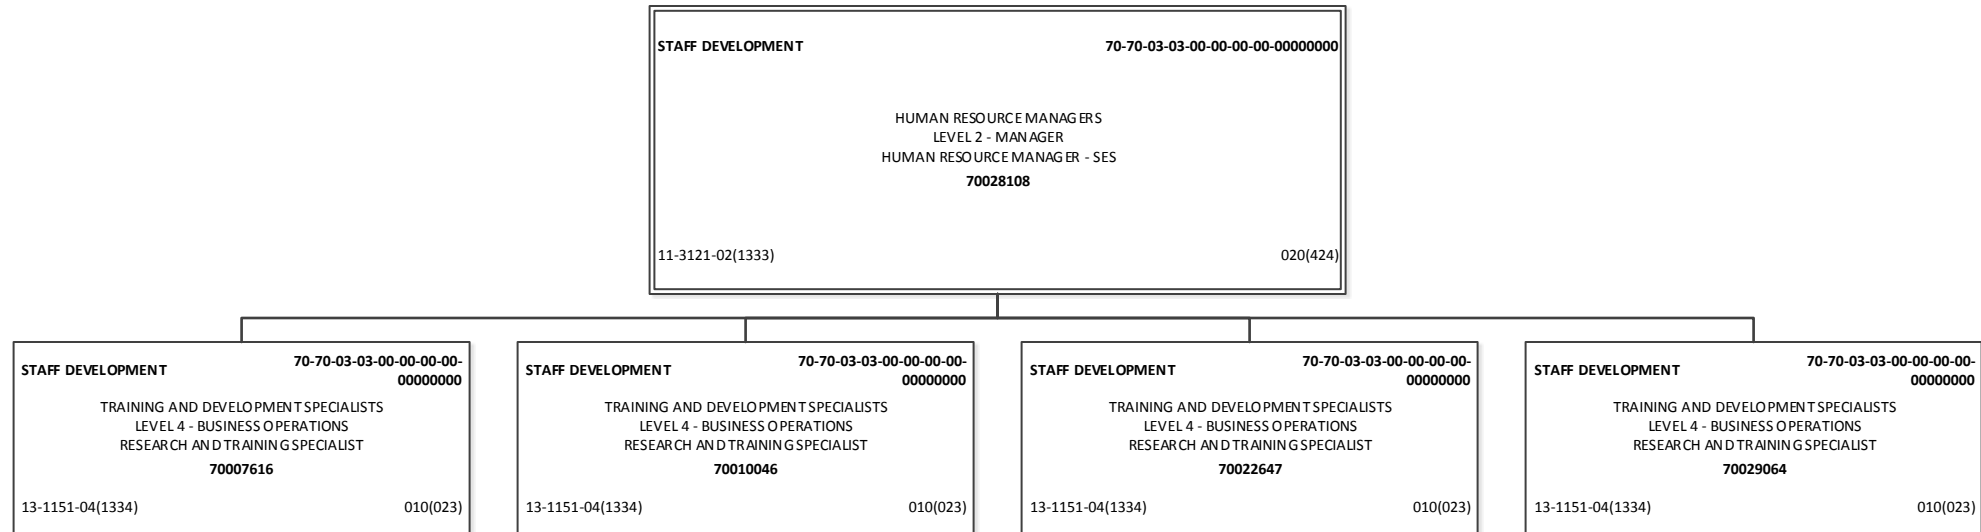 STAFF DEVELOPMENT 70-70-03-03-00-00-00-00-00000000
HUMAN RESOURCE MANAGERS
LEVEL 2 - MANAGER
HUMAN RESOURCE MANAGER - SES
70028108
11-3121-02(1333) 020(424)
STAFF DEVELOPMENT 70-70-03-03-00-00-00-00-
00000000
TRAINING AND DEVELOPMENT SPECIALISTS
LEVEL 4 - BUSINESS OPERATIONS
RESEARCH AND TRAINING SPECIALIST
70007616
13-1151-04(1334) 010(023)
STAFF DEVELOPMENT 70-70-03-03-00-00-00-00-
00000000
TRAINING AND DEVELOPMENT SPECIALISTS
LEVEL 4 - BUSINESS OPERATIONS
RESEARCH AND TRAINING SPECIALIST
70010046
13-1151-04(1334) 010(023)
STAFF DEVELOPMENT 70-70-03-03-00-00-00-00-
00000000
TRAINING AND DEVELOPMENT SPECIALISTS
LEVEL 4 - BUSINESS OPERATIONS
RESEARCH AND TRAINING SPECIALIST
70022647
13-1151-04(1334) 010(023)
STAFF DEVELOPMENT 70-70-03-03-00-00-00-00-
00000000
TRAINING AND DEVELOPMENT SPECIALISTS
LEVEL 4 - BUSINESS OPERATIONS
RESEARCH AND TRAINING SPECIALIST
70029064
13-1151-04(1334) 010(023)